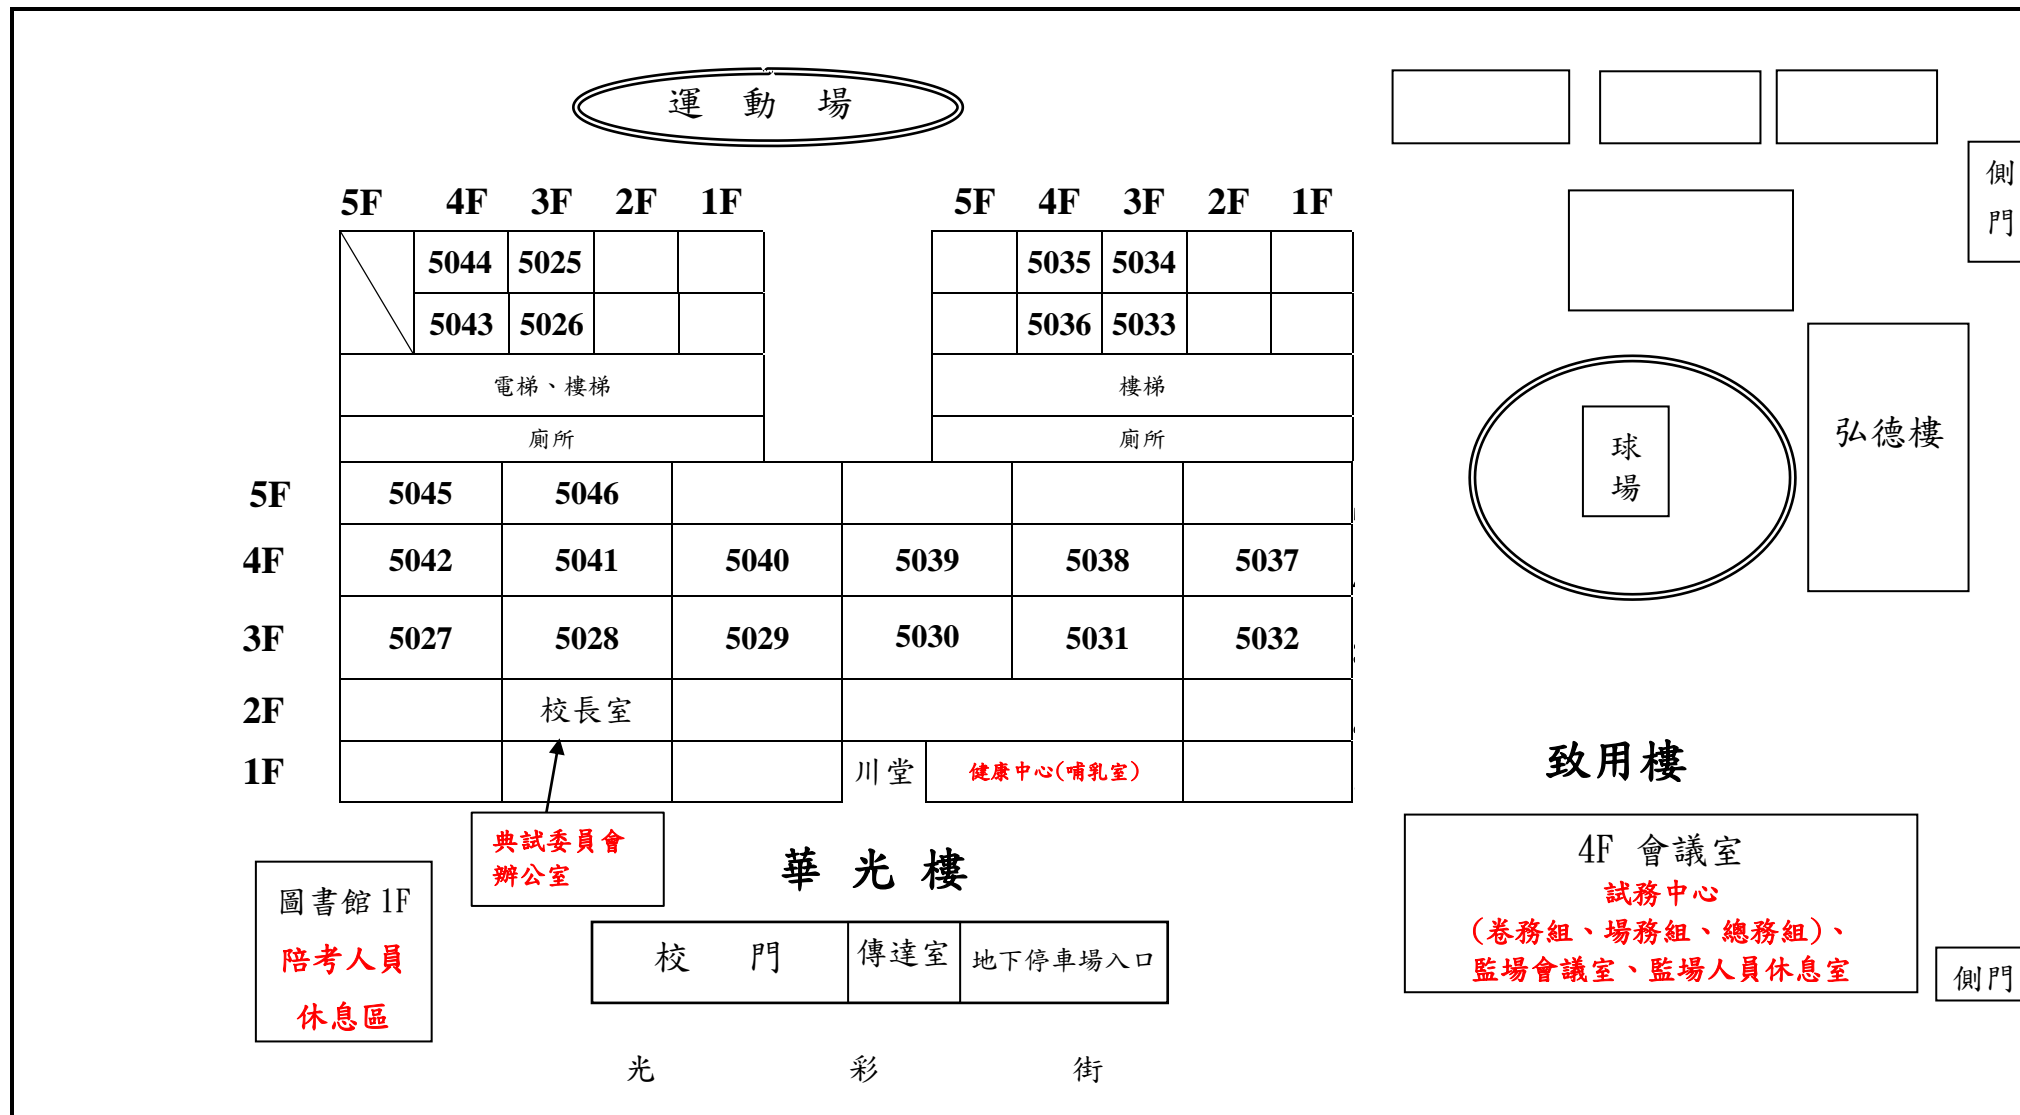 運 動 場
側
門
5F 4F 3F 2F 1F
5F 4F 3F 2F 1F
5044 5025
5035 5034
5043 5026
5036 5033
電梯、樓梯
樓梯
廁所
廁所
球
場
弘德樓
5F 5045 5046
4F 5042 5041 5040 5039 5038 5037
3F 5027 5028 5029 5030 5031 5032
2F 校長室
1F 川堂 健康中心(哺乳室)
典試委員會
辦公室
華 光 樓
致用樓
圖書館 1F
陪考人員
休息區
校 門 傳達室 地下停車場入口
4F 會議室
試務中心
(卷務組、場務組、總務組)、
監場會議室、監場人員休息室
側門
光 彩 街